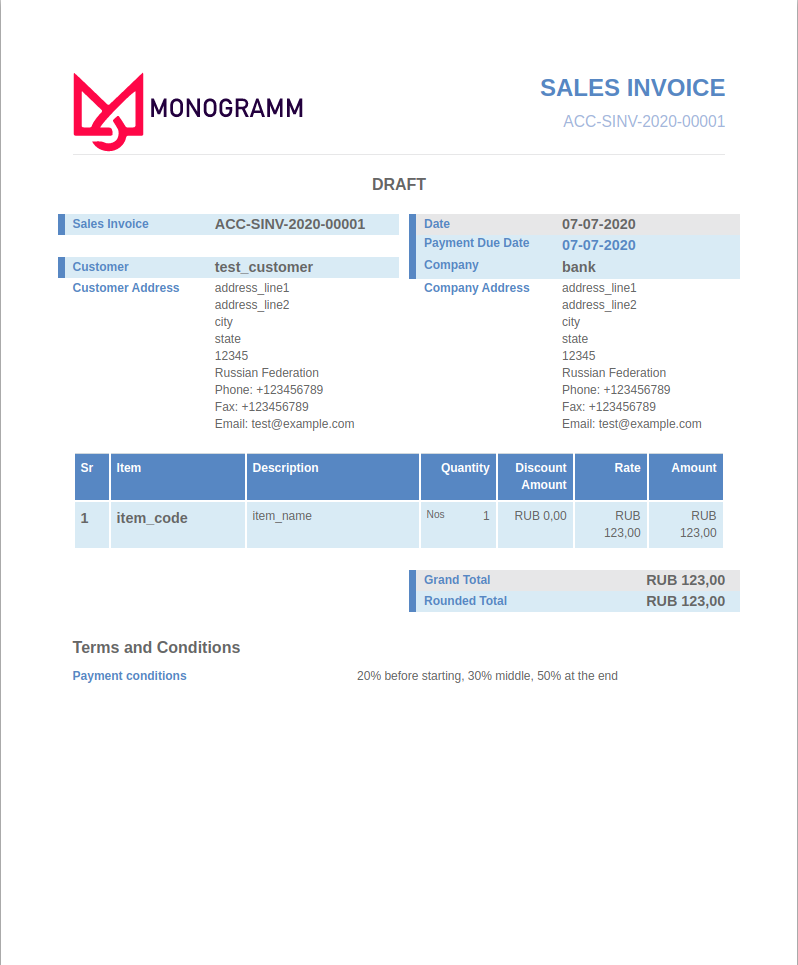 MONOGRAMM
SALES INVOICE
ACC-SINV-2020-00001
DRAFT
Sales Invoice ACC-SINV-2020-00001
Customer test_customer
Customer Address address_line1
address_line2
city
state
12345
Russian Federation
Phone: +123456789
Fax: +123456789
Email: test@example.com
Date 07-07-2020
Payment Due Date 07-07-2020
Company bank
Company Address address_line1
address_line2
city
state
12345
Russian Federation
Phone: +123456789
Fax: +123456789
Email: test@example.com
Sr Item Description Quantity Discount Amount Rate Amount
1 item_code item_name Nos 1 RUB 0,00 RUB 123,00 RUB 123,00
Grand Total RUB 123,00
Rounded Total RUB 123,00
Terms and Conditions
Payment conditions 20% before starting, 30% middle, 50% at the end